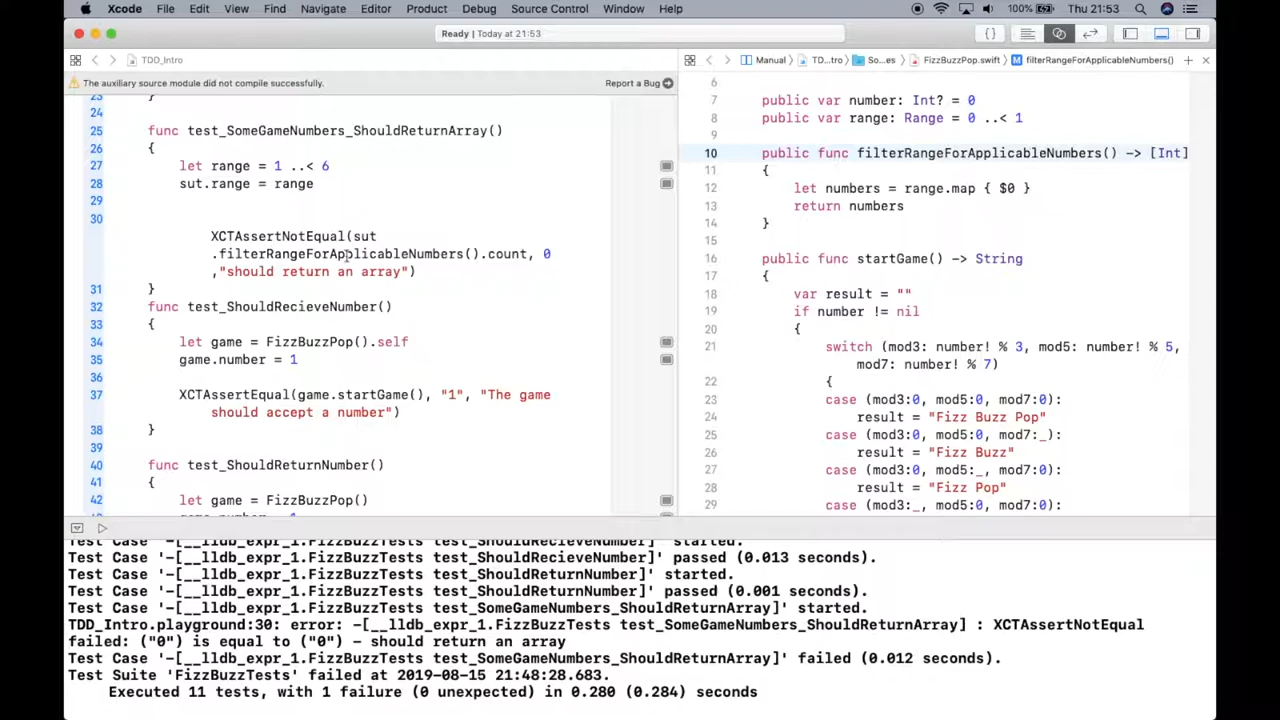 Xcode File Edit View Find Navigate Editor Product Debug Source Control Window Help 100% Thu 21:53
Ready | Today at 21:53
TDD_Intro
Manual TD...tro So...es FizzBuzzPop.swift M filterRangeForApplicableNumbers()
The auxiliary source module did not compile successfully. Report a Bug
23 }
24
25 func test_SomeGameNumbers_ShouldReturnArray()
26 {
27 let range = 1 ..< 6
28 sut.range = range
29
30
XCTAssertNotEqual(sut
.filterRangeForApplicableNumbers().count, 0
,"should return an array")
31 }
32 func test_ShouldRecieveNumber()
33 {
34 let game = FizzBuzzPop().self
35 game.number = 1
36
37 XCTAssertEqual(game.startGame(), "1", "The game
should accept a number")
38 }
39
40 func test_ShouldReturnNumber()
41 {
42 let game = FizzBuzzPop()
6
7 public var number: Int? = 0
8 public var range: Range = 0 ..< 1
9
10 public func filterRangeForApplicableNumbers() -> [Int]
11 {
12 let numbers = range.map { $0 }
13 return numbers
14 }
15
16 public func startGame() -> String
17 {
18 var result = ""
19 if number != nil
20 {
21 switch (mod3: number! % 3, mod5: number! % 5,
mod7: number! % 7)
22 {
23 case (mod3:0, mod5:0, mod7:0):
24 result = "Fizz Buzz Pop"
25 case (mod3:0, mod5:0, mod7:_):
26 result = "Fizz Buzz"
27 case (mod3:0, mod5:_, mod7:0):
28 result = "Fizz Pop"
29 case (mod3:_, mod5:0, mod7:0):
Test Case '-[__lldb_expr_1.FizzBuzzTests test_ShouldRecieveNumber]' started.
Test Case '-[__lldb_expr_1.FizzBuzzTests test_ShouldRecieveNumber]' passed (0.013 seconds).
Test Case '-[__lldb_expr_1.FizzBuzzTests test_ShouldReturnNumber]' started.
Test Case '-[__lldb_expr_1.FizzBuzzTests test_ShouldReturnNumber]' passed (0.001 seconds).
Test Case '-[__lldb_expr_1.FizzBuzzTests test_SomeGameNumbers_ShouldReturnArray]' started.
TDD_Intro.playground:30: error: -[__lldb_expr_1.FizzBuzzTests test_SomeGameNumbers_ShouldReturnArray] : XCTAssertNotEqual
failed: ("0") is equal to ("0") - should return an array
Test Case '-[__lldb_expr_1.FizzBuzzTests test_SomeGameNumbers_ShouldReturnArray]' failed (0.012 seconds).
Test Suite 'FizzBuzzTests' failed at 2019-08-15 21:48:28.683.
Executed 11 tests, with 1 failure (0 unexpected) in 0.280 (0.284) seconds